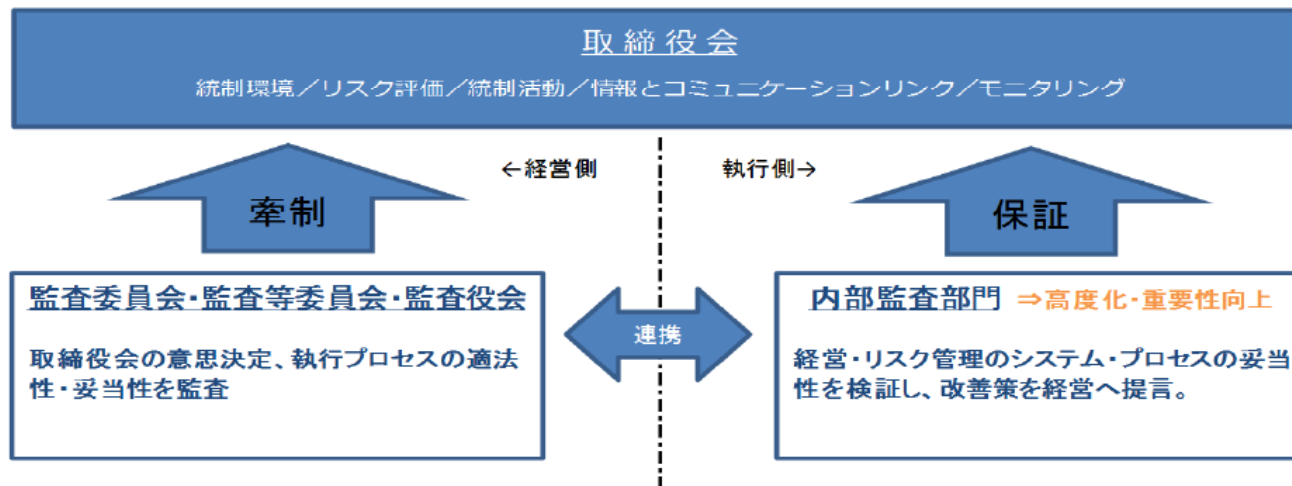 取締役会
統制環境／リスク評価／統制活動／情報とコミュニケーションリンク／モニタリング
←経営側
執行側→
牽制
保証
監査委員会・監査等委員会・監査役会
取締役会の意思決定、執行プロセスの適法
性・妥当性を監査
連携
内部監査部門 ⇒高度化・重要性向上
経営・リスク管理のシステム・プロセスの妥当
性を検証し、改善策を経営へ提言。